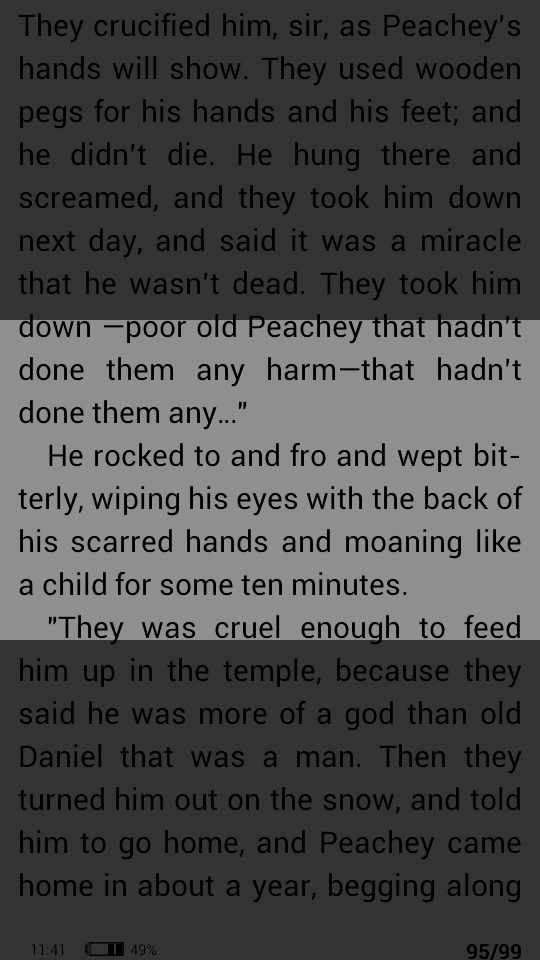 They crucified him, sir, as Peachey's
hands will show. They used wooden
pegs for his hands and his feet; and
he didn't die. He hung there and
screamed, and they took him down
next day, and said it was a miracle
that he wasn't dead. They took him
down —poor old Peachey that hadn't
done them any harm—that hadn't
done them any..."
He rocked to and fro and wept bit-
terly, wiping his eyes with the back of
his scarred hands and moaning like
a child for some ten minutes.
"They was cruel enough to feed
him up in the temple, because they
said he was more of a god than old
Daniel that was a man. Then they
turned him out on the snow, and told
him to go home, and Peachey came
home in about a year, begging along
11:41 49% 95/99